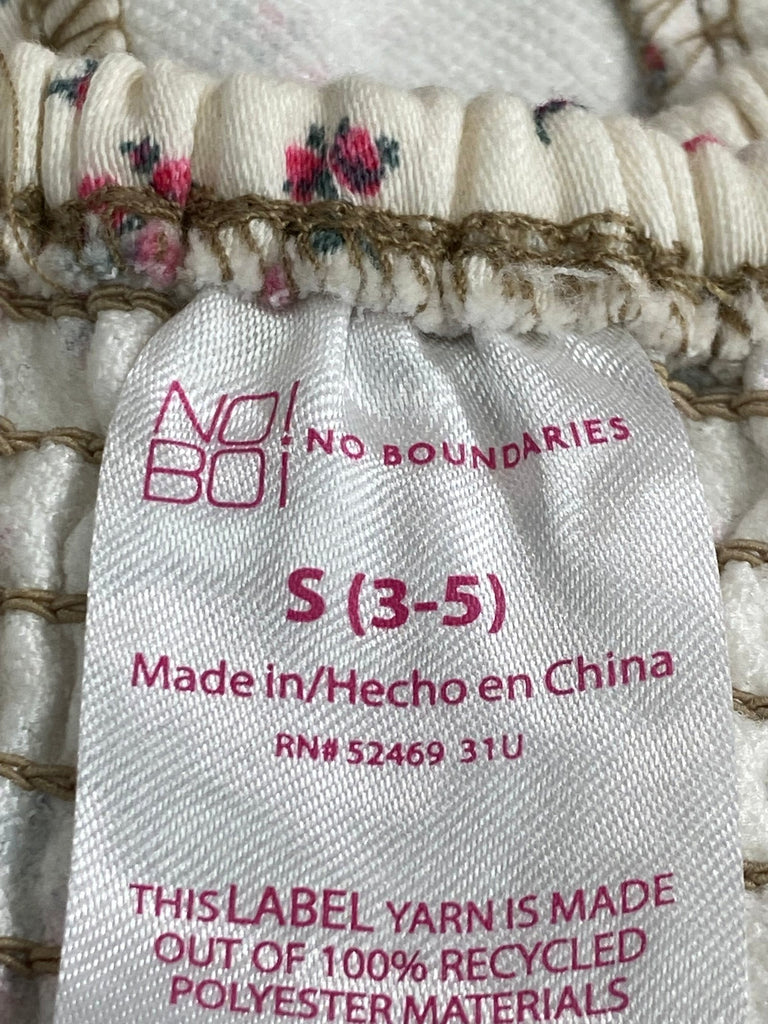 NO! BO! NO BOUNDARIES
S (3-5)
Made in/Hecho en China
RN# 52469 31U
THIS LABEL YARN IS MADE
OUT OF 100% RECYCLED
POLYESTER MATERIALS